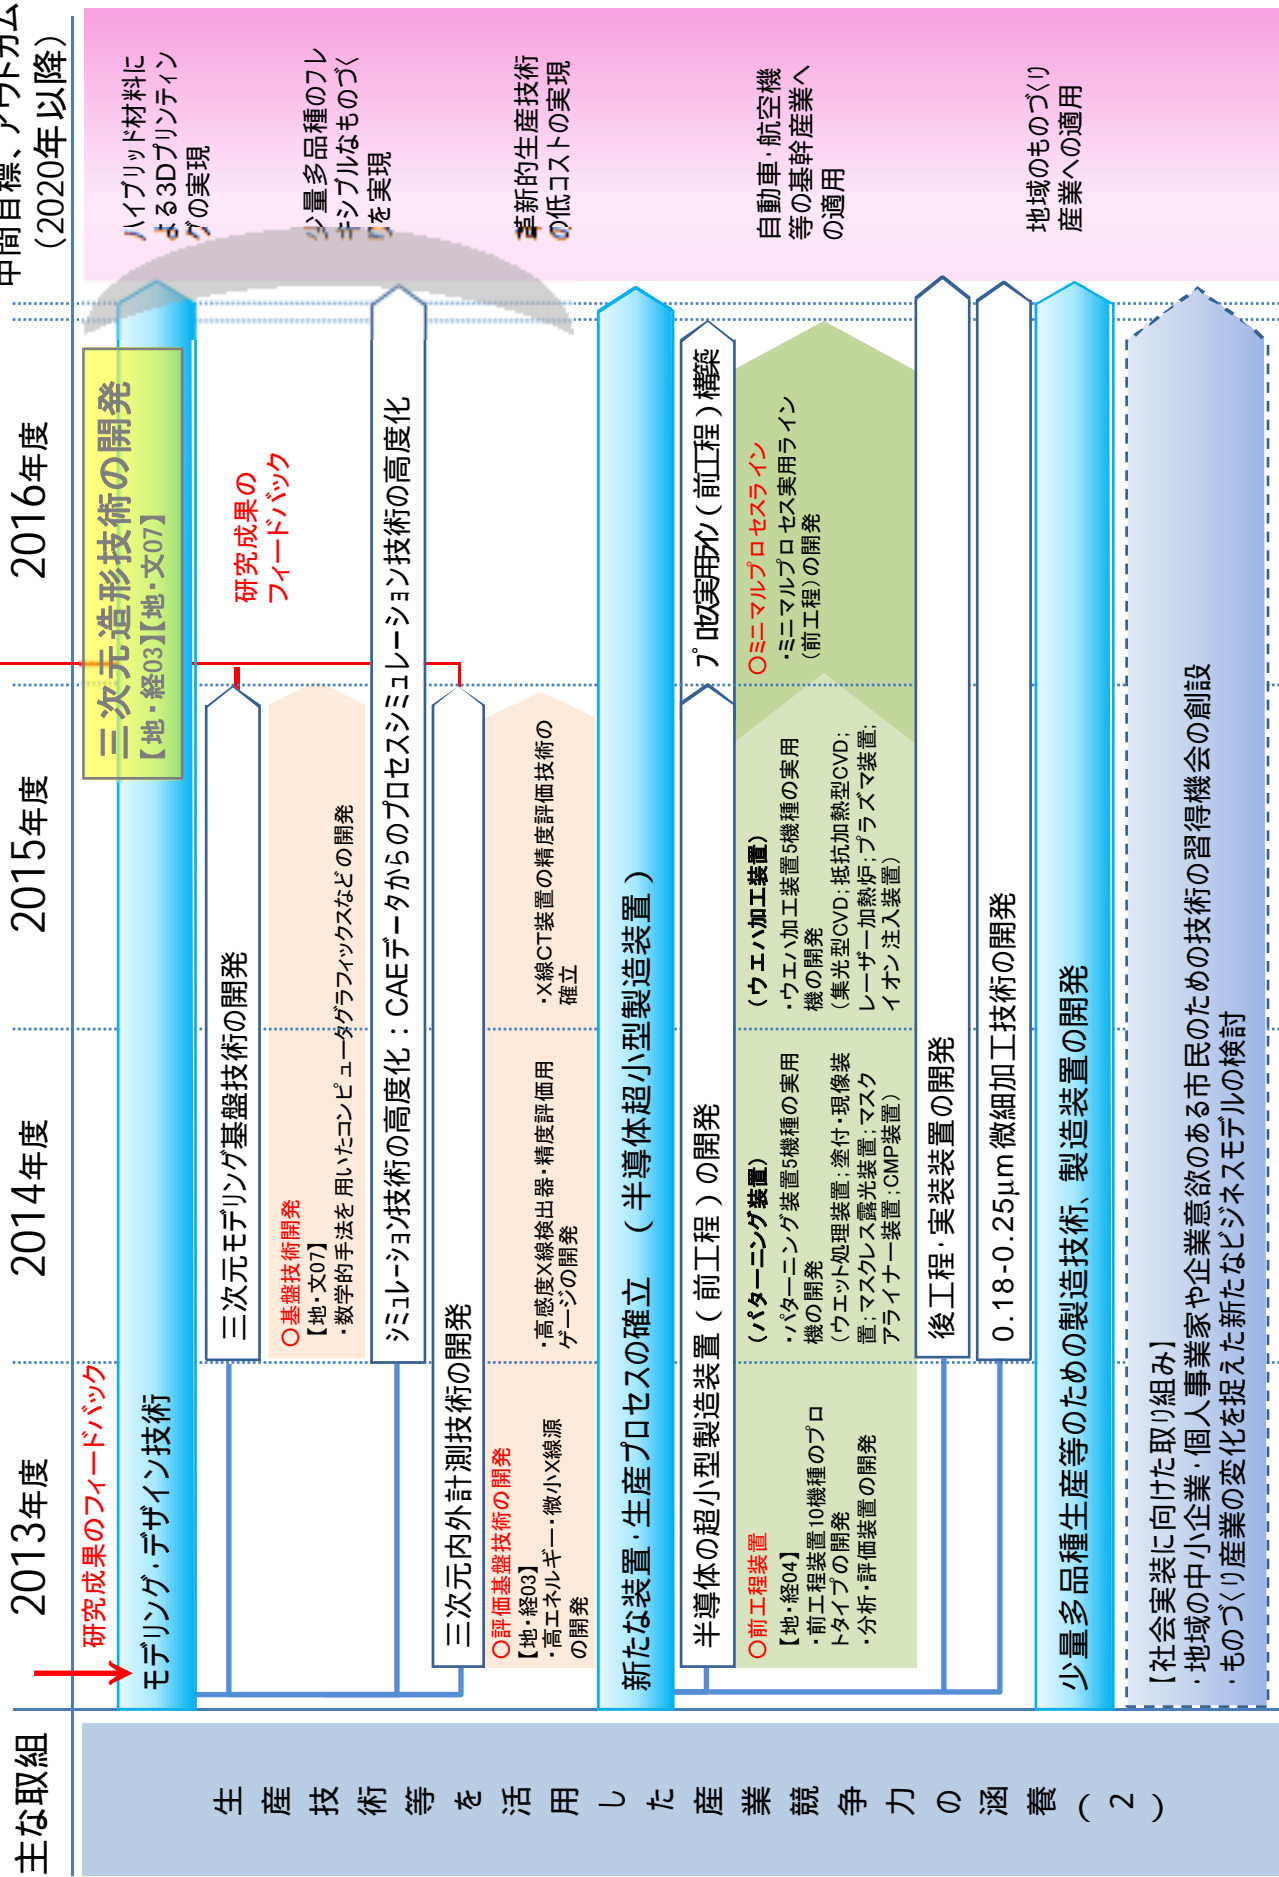 主な取組
2013年度
2014年度
2015年度
2016年度
中間目標、アウトカム
（2020年以降）
生産技術等を活用した産業競争力の涵養（２）
研究成果のフィードバック
モデリング・デザイン技術
三次元造形技術の開発
【地・経03】【地・文07】
三次元モデリング基盤技術の開発
研究成果の
フィードバック
○基盤技術開発
【地・文07】
・数学的手法を用いたコンピュータグラフィックスなどの開発
シミュレーション技術の高度化：CAEデータからのプロセスシミュレーション技術の高度化
三次元内外計測技術の開発
○評価基盤技術の開発
【地・経03】
・高エネルギー・微小X線源
の開発
・高感度X線検出器・精度評価用
ゲージの開発
・X線CT装置の精度評価技術の
確立
新たな装置・生産プロセスの確立　（半導体超小型製造装置）
半導体の超小型製造装置（前工程）の開発
プロセス実用ライン（前工程）構築
○前工程装置
【地・経04】
・前工程装置10機種のプロ
トタイプの開発
・分析・評価装置の開発
（パターニング装置）
・パターニング装置5機種の実用
機の開発
（ウエット処理装置；塗付・現像装
置；マスクレス露光装置；マスク
アライナー装置；CMP装置）
（ウエハ加工装置）
・ウエハ加工装置5機種の実用
機の開発
（集光型CVD；抵抗加熱型CVD；
レーザー加熱炉；プラズマ装置；
イオン注入装置）
○ミニマルプロセスライン
・ミニマルプロセス実用ライン
（前工程）の開発
後工程・実装装置の開発
0.18-0.25μm微細加工技術の開発
少量多品種生産等のための製造技術、製造装置の開発
【社会実装に向けた取り組み】
・地域の中小企業・個人事業家や企業意欲のある市民のための技術の習得機会の創設
・ものづくり産業の変化を捉えた新たなビジネスモデルの検討
ハイブリッド材料に
よる3Dプリンティン
グの実現
少量多品種のフレ
キシブルなものづく
りを実現
革新的生産技術
の低コストの実現
自動車・航空機
等の基幹産業へ
の適用
地域のものづくり
産業への適用